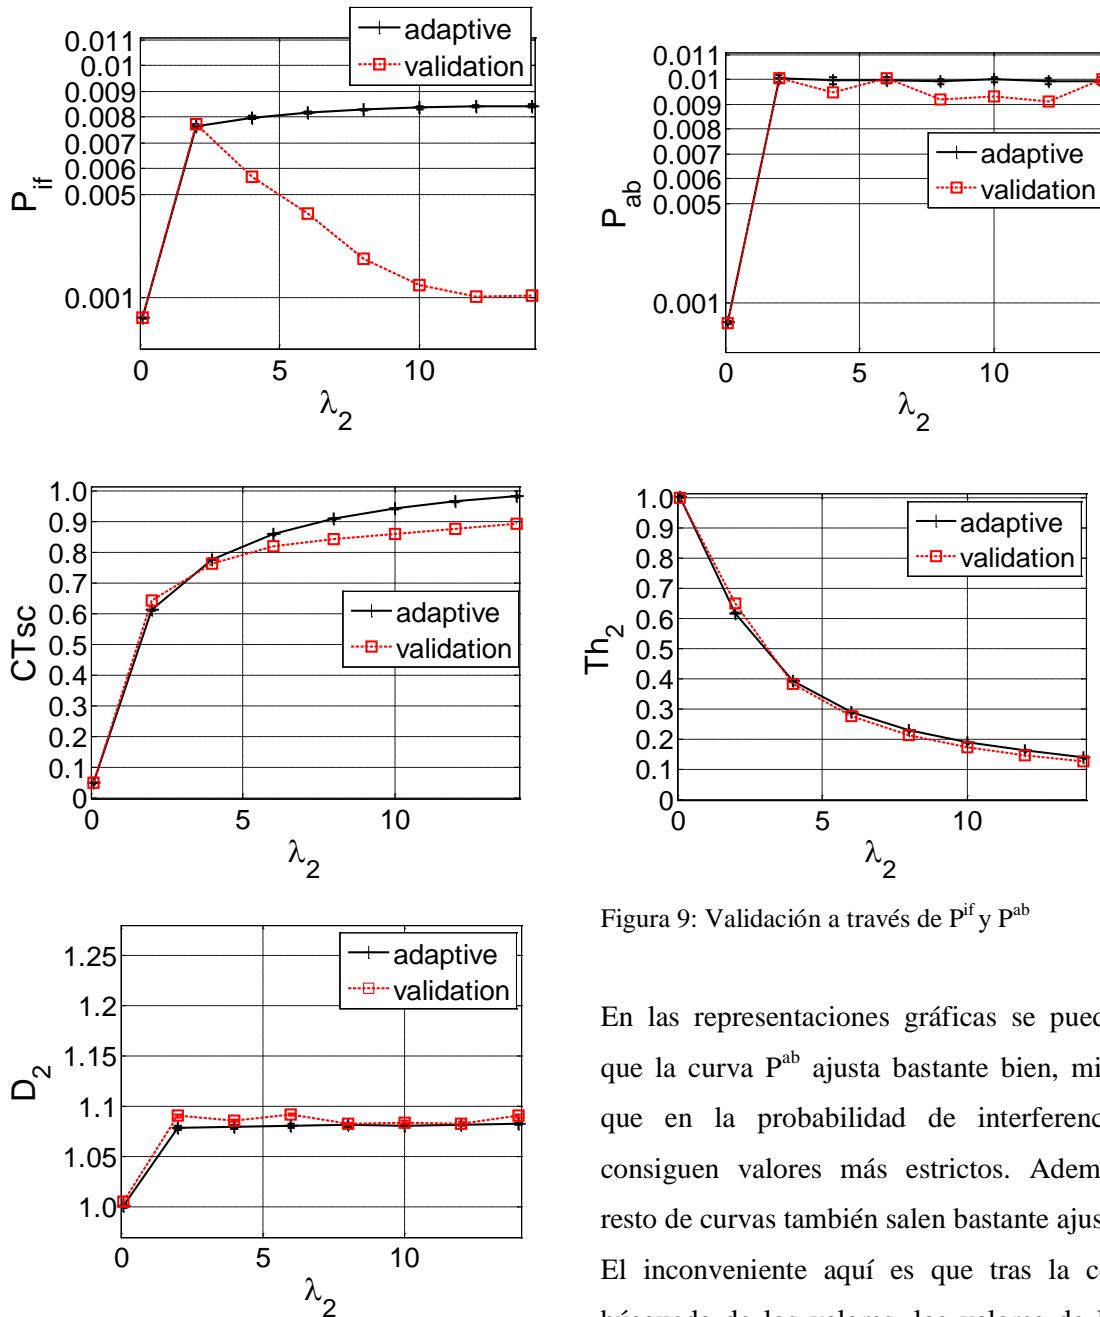 adaptive
validation
0.011
0.01
0.009
0.008
0.007
0.006
0.005
0.001
P_if
0 5 10
λ_2
adaptive
validation
0.011
0.01
0.009
0.008
0.007
0.006
0.005
0.001
P_ab
0 5 10
λ_2
1.0
0.9
0.8
0.7
0.6
0.5
0.4
0.3
0.2
0.1
0
CTsc
adaptive
validation
0 5 10
λ_2
1.0
0.9
0.8
0.7
0.6
0.5
0.4
0.3
0.2
0.1
0
Th_2
adaptive
validation
0 5 10
λ_2
1.25
1.2
1.15
1.1
1.05
1.0
D_2
adaptive
validation
0 5 10
λ_2
Figura 9: Validación a través de P^if y P^ab
En las representaciones gráficas se pued
que la curva P^ab ajusta bastante bien, mi
que en la probabilidad de interferenc
consiguen valores más estrictos. Adem
resto de curvas también salen bastante ajus
El inconveniente aquí es que tras la c